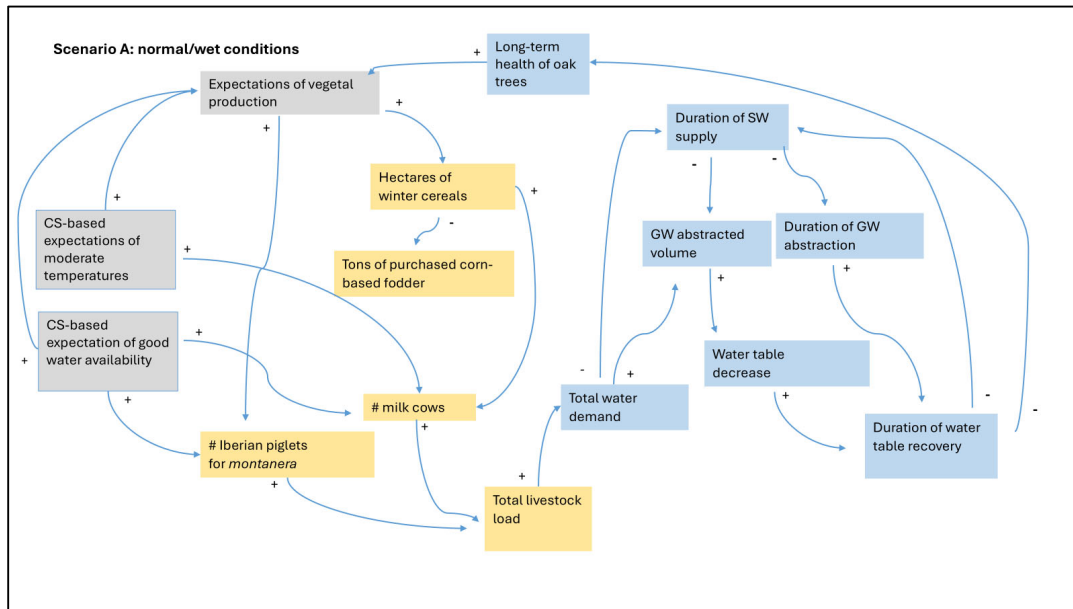 Scenario A: normal/wet conditions
+
Long-term
health of oak
trees
Expectations of vegetal
production
+
+
Duration of SW
supply
-
-
Hectares of
winter cereals
+
-
CS-based
expectations of
moderate
temperatures
+
+
GW abstracted
volume
+
Duration of GW
abstraction
+
Tons of purchased corn-
based fodder
CS-based
expectation of good
water availability
+
+
+
Water table
decrease
+
-
+
Total water
demand
# milk cows
+
-
-
Duration of water
table recovery
# Iberian piglets
for montanera
+
+
Total livestock
load